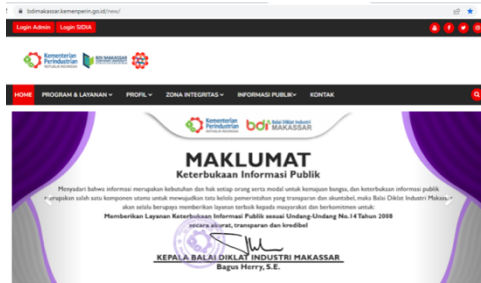 bdimakassar.kemenperin.go.id/new/
Login Admin Login SIDIA
Kementerian
Perindustrian
REPUBLIK INDONESIA
BDI MAKASSAR
HOME PROGRAM & LAYANAN PROFIL ZONA INTEGRITAS INFORMASI PUBLIK KONTAK
Kementerian
Perindustrian
REPUBLIK INDONESIA
bdi Balai Diklat Industri
MAKASSAR
MAKLUMAT
Keterbukaan Informasi Publik
Menyadari bahwa informasi merupakan kebutuhan dan hak setiap orang serta modal untuk kemajuan bangsa, dan keterbukaan informasi publik
merupakan salah satu komponen utama untuk mewujudkan tata kelola pemerintahan yang transparan dan akuntabel, maka Balai Diklat Industri Makassar
akan selalu berupaya memberikan layanan terbaik kepada masyarakat dan berkomitmen untuk:
Memberikan Layanan Keterbukaan Informasi Publik sesuai Undang-Undang No.14 Tahun 2008
secara akurat, transparan dan kredibel
KEPALA BALAI DIKLAT INDUSTRI MAKASSAR
Bagus Herry, S.E.